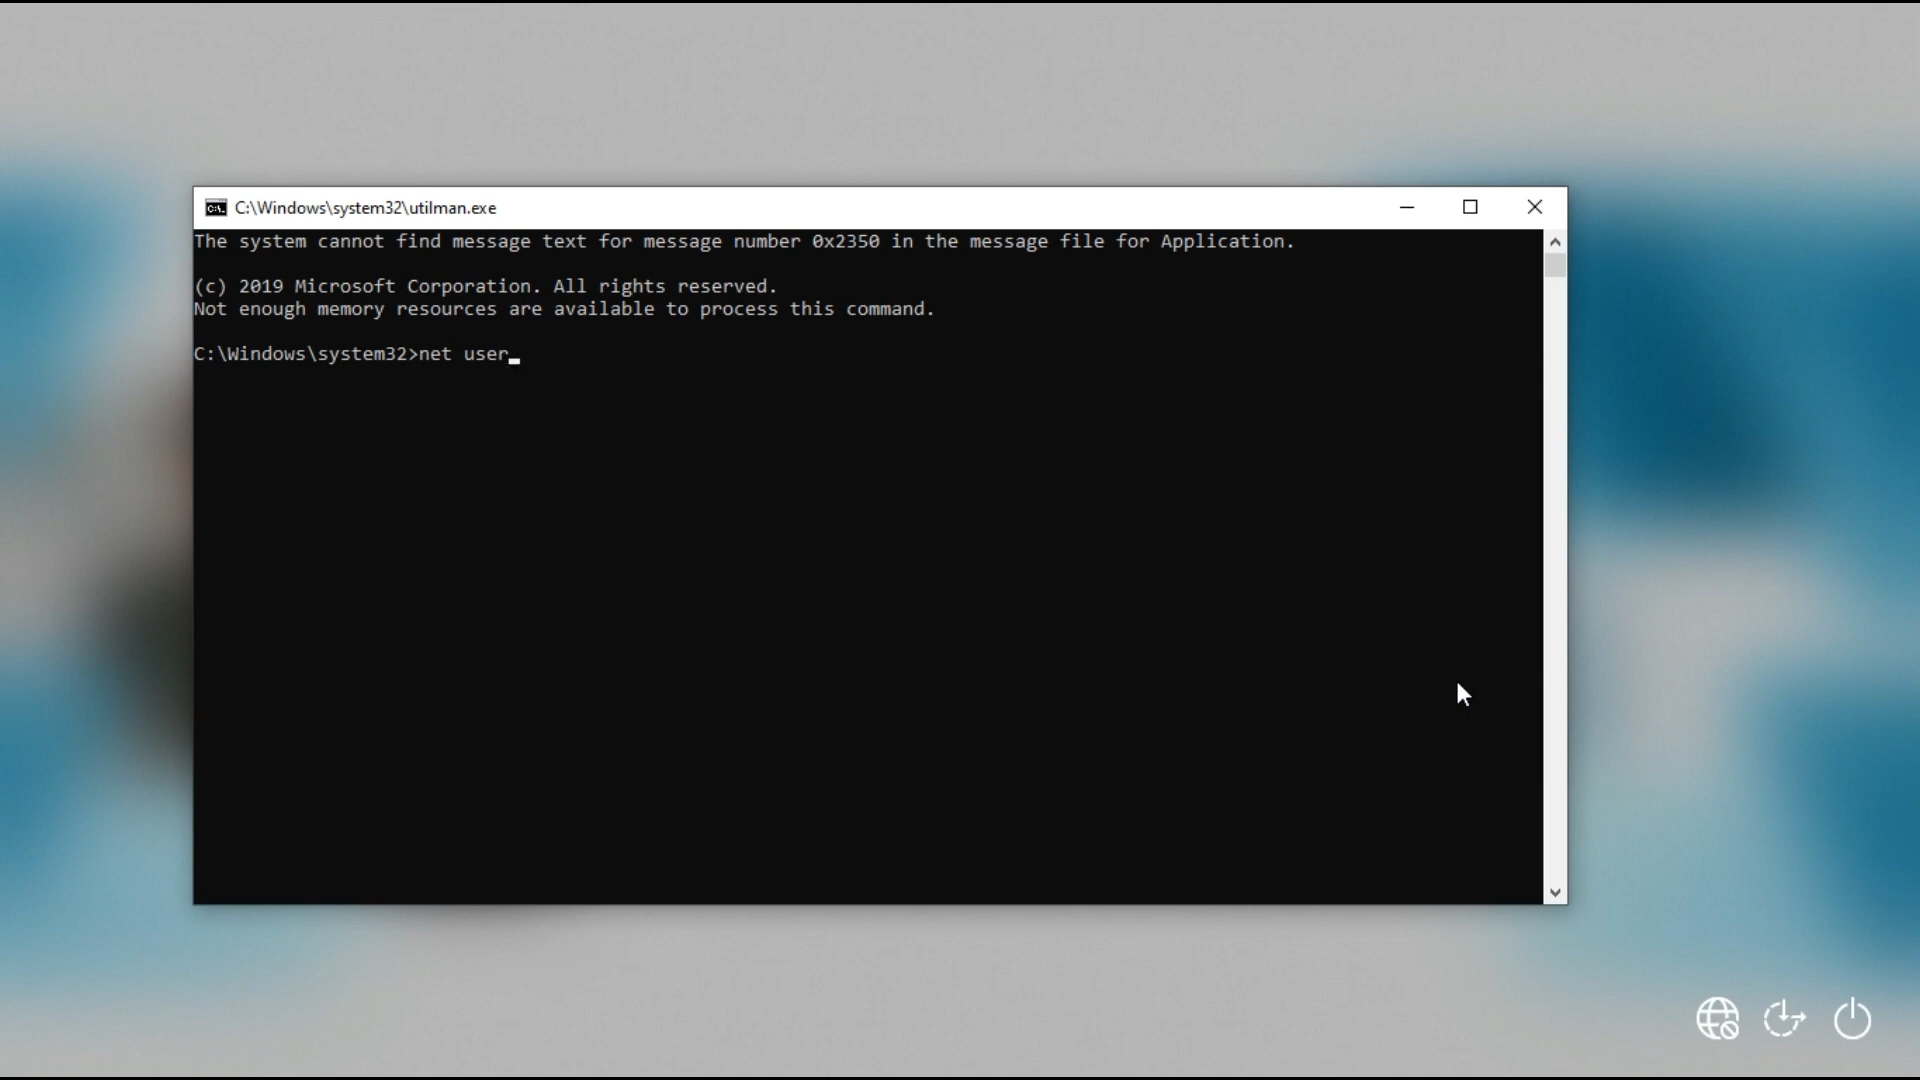 C:\Windows\system32\utilman.exe
The system cannot find message text for message number 0x2350 in the message file for Application.
(c) 2019 Microsoft Corporation. All rights reserved.
Not enough memory resources are available to process this command.
C:\Windows\system32>net user